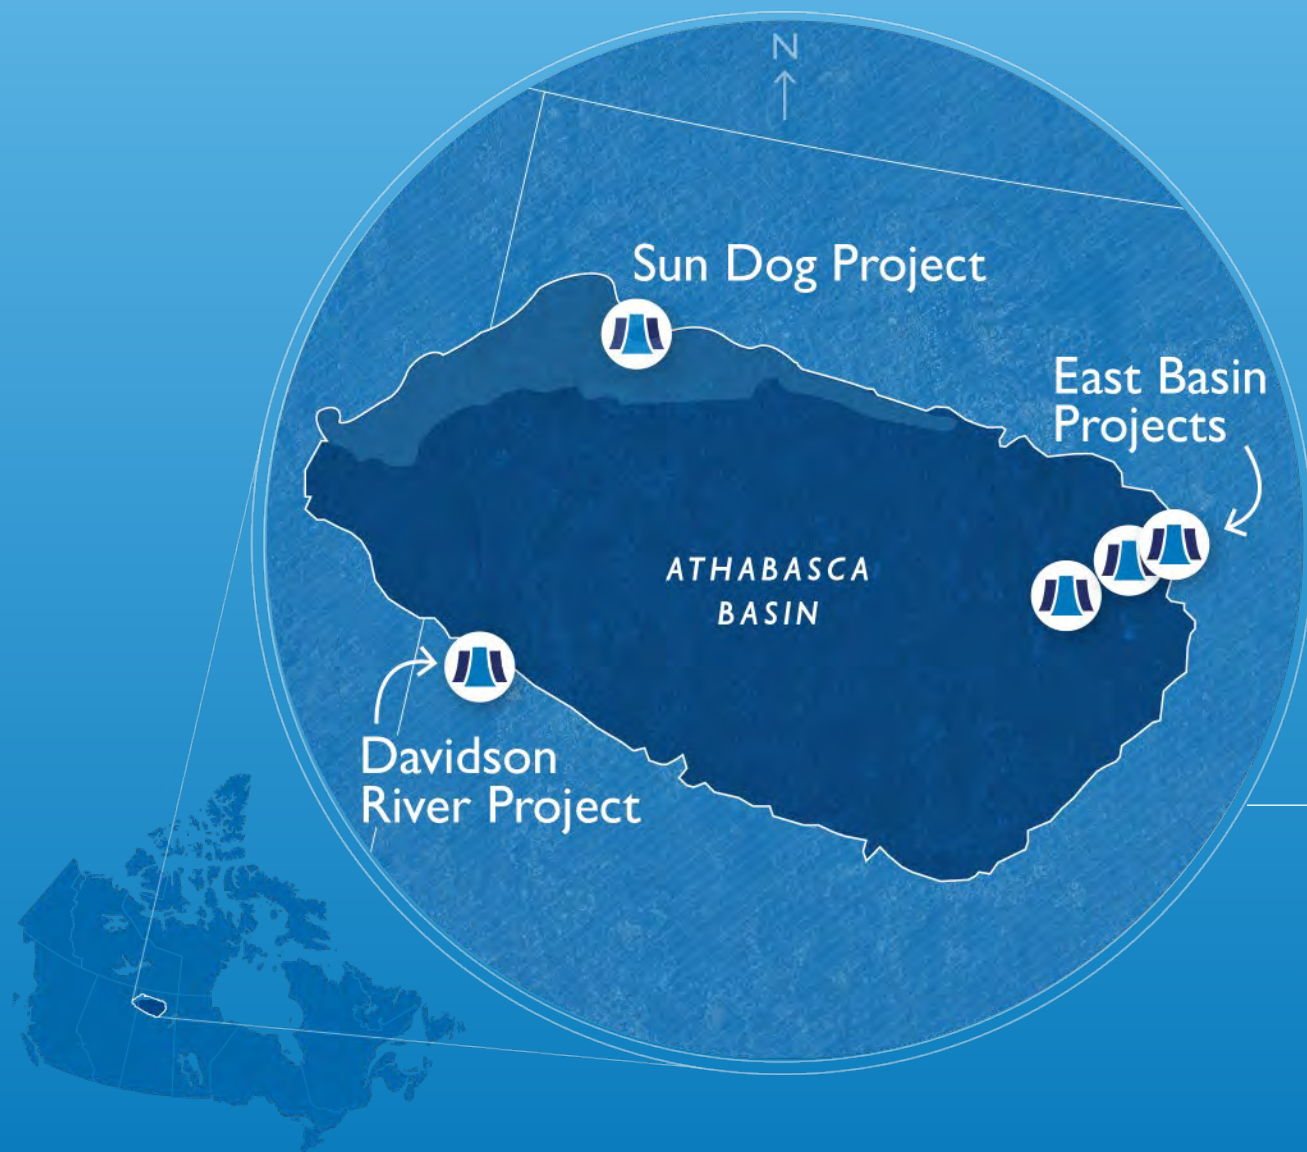 N
Sun Dog Project
East Basin
Projects
ATHABASCA
BASIN
Davidson
River Project